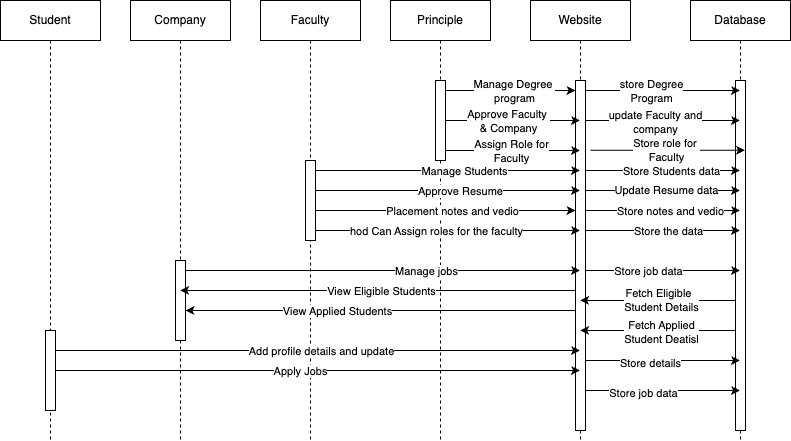 Student
Company
Faculty
Principle
Website
Database
Manage Degree
program
store Degree
Program
Approve Faculty
& Company
update Faculty and
company
Assign Role for
Faculty
Store role for
Faculty
Manage Students
Store Students data
Approve Resume
Update Resume data
Placement notes and vedio
Store notes and vedio
hod Can Assign roles for the faculty
Store the data
Manage jobs
Store job data
View Eligible Students
Fetch Eligible
Student Details
View Applied Students
Fetch Applied
Student Deatisl
Add profile details and update
Store details
Apply Jobs
Store job data